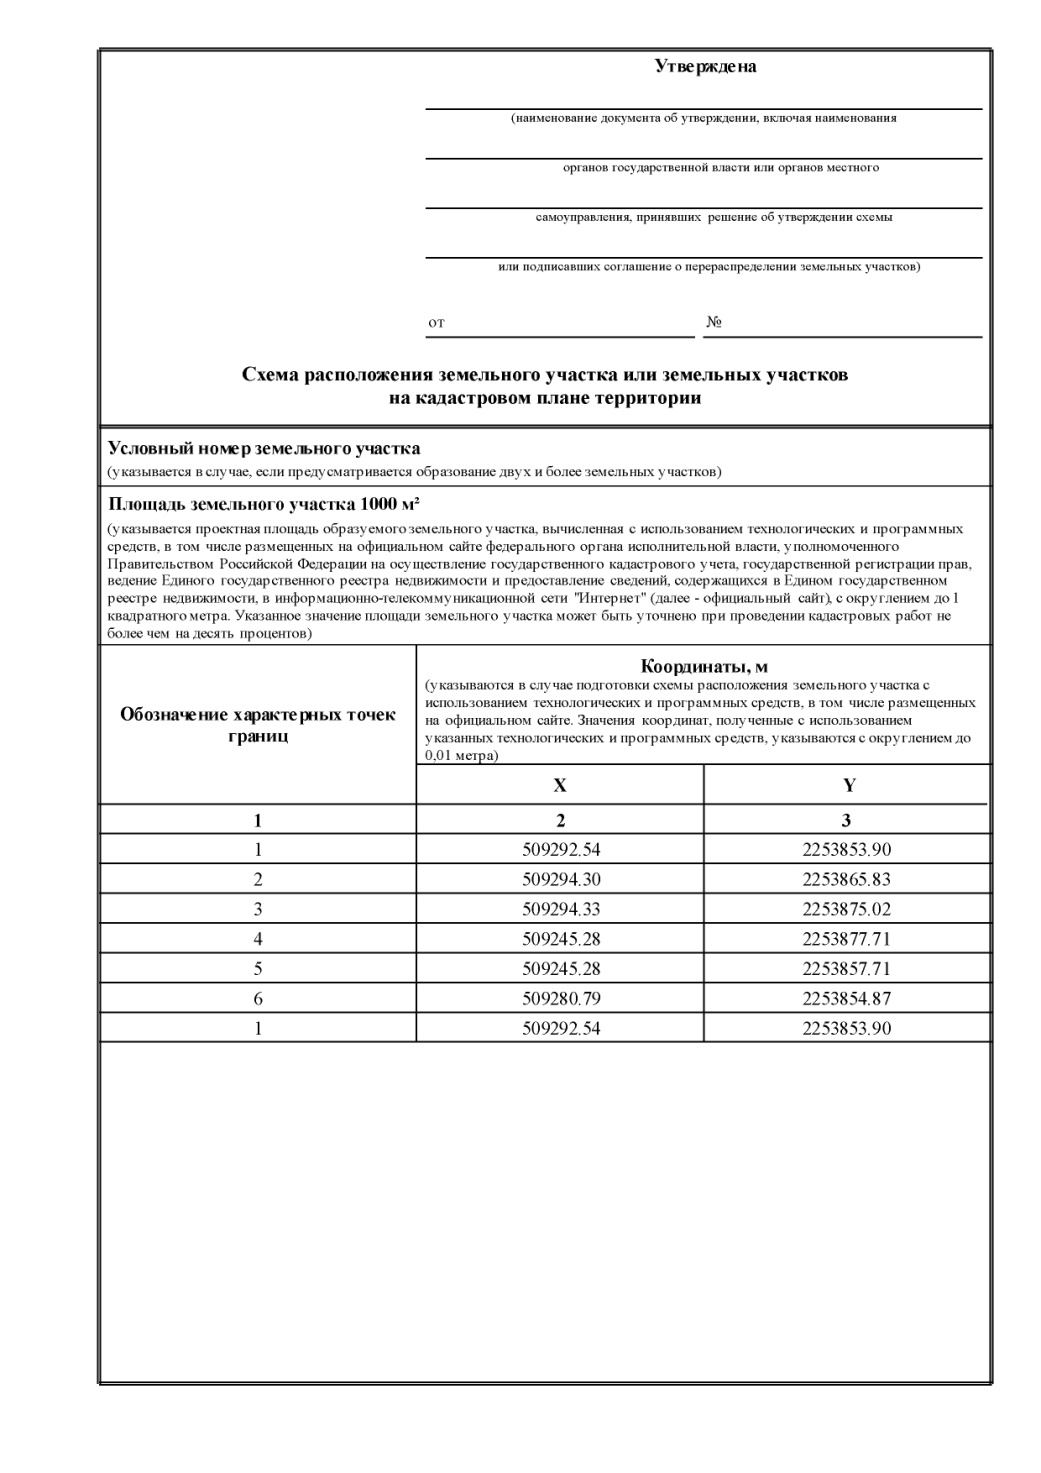 Утверждена
(наименование документа об утверждении, включая наименования
органов государственной власти или органов местного
самоуправления, принявших решение об утверждении схемы
или подписавших соглашение о перераспределении земельных участков)
от №
Схема расположения земельного участка или земельных участков
на кадастровом плане территории
Условный номер земельного участка
(указывается в случае, если предусматривается образование двух и более земельных участков)
Площадь земельного участка 1000 м²
(указывается проектная площадь образуемого земельного участка, вычисленная с использованием технологических и программных
средств, в том числе размещенных на официальном сайте федерального органа исполнительной власти, уполномоченного
Правительством Российской Федерации на осуществление государственного кадастрового учета, государственной регистрации прав,
ведение Единого государственного реестра недвижимости и предоставление сведений, содержащихся в Едином государственном
реестре недвижимости, в информационно-телекоммуникационной сети "Интернет" (далее - официальный сайт), с округлением до 1
квадратного метра. Указанное значение площади земельного участка может быть уточнено при проведении кадастровых работ не
более чем на десять процентов)
Обозначение характерных точек
границ
Координаты, м
(указываются в случае подготовки схемы расположения земельного участка с
использованием технологических и программных средств, в том числе размещенных
на официальном сайте. Значения координат, полученные с использованием
указанных технологических и программных средств, указываются с округлением до
0,01 метра)
X Y
1 2 3
1 509292.54 2253853.90
2 509294.30 2253865.83
3 509294.33 2253875.02
4 509245.28 2253877.71
5 509245.28 2253857.71
6 509280.79 2253854.87
1 509292.54 2253853.90